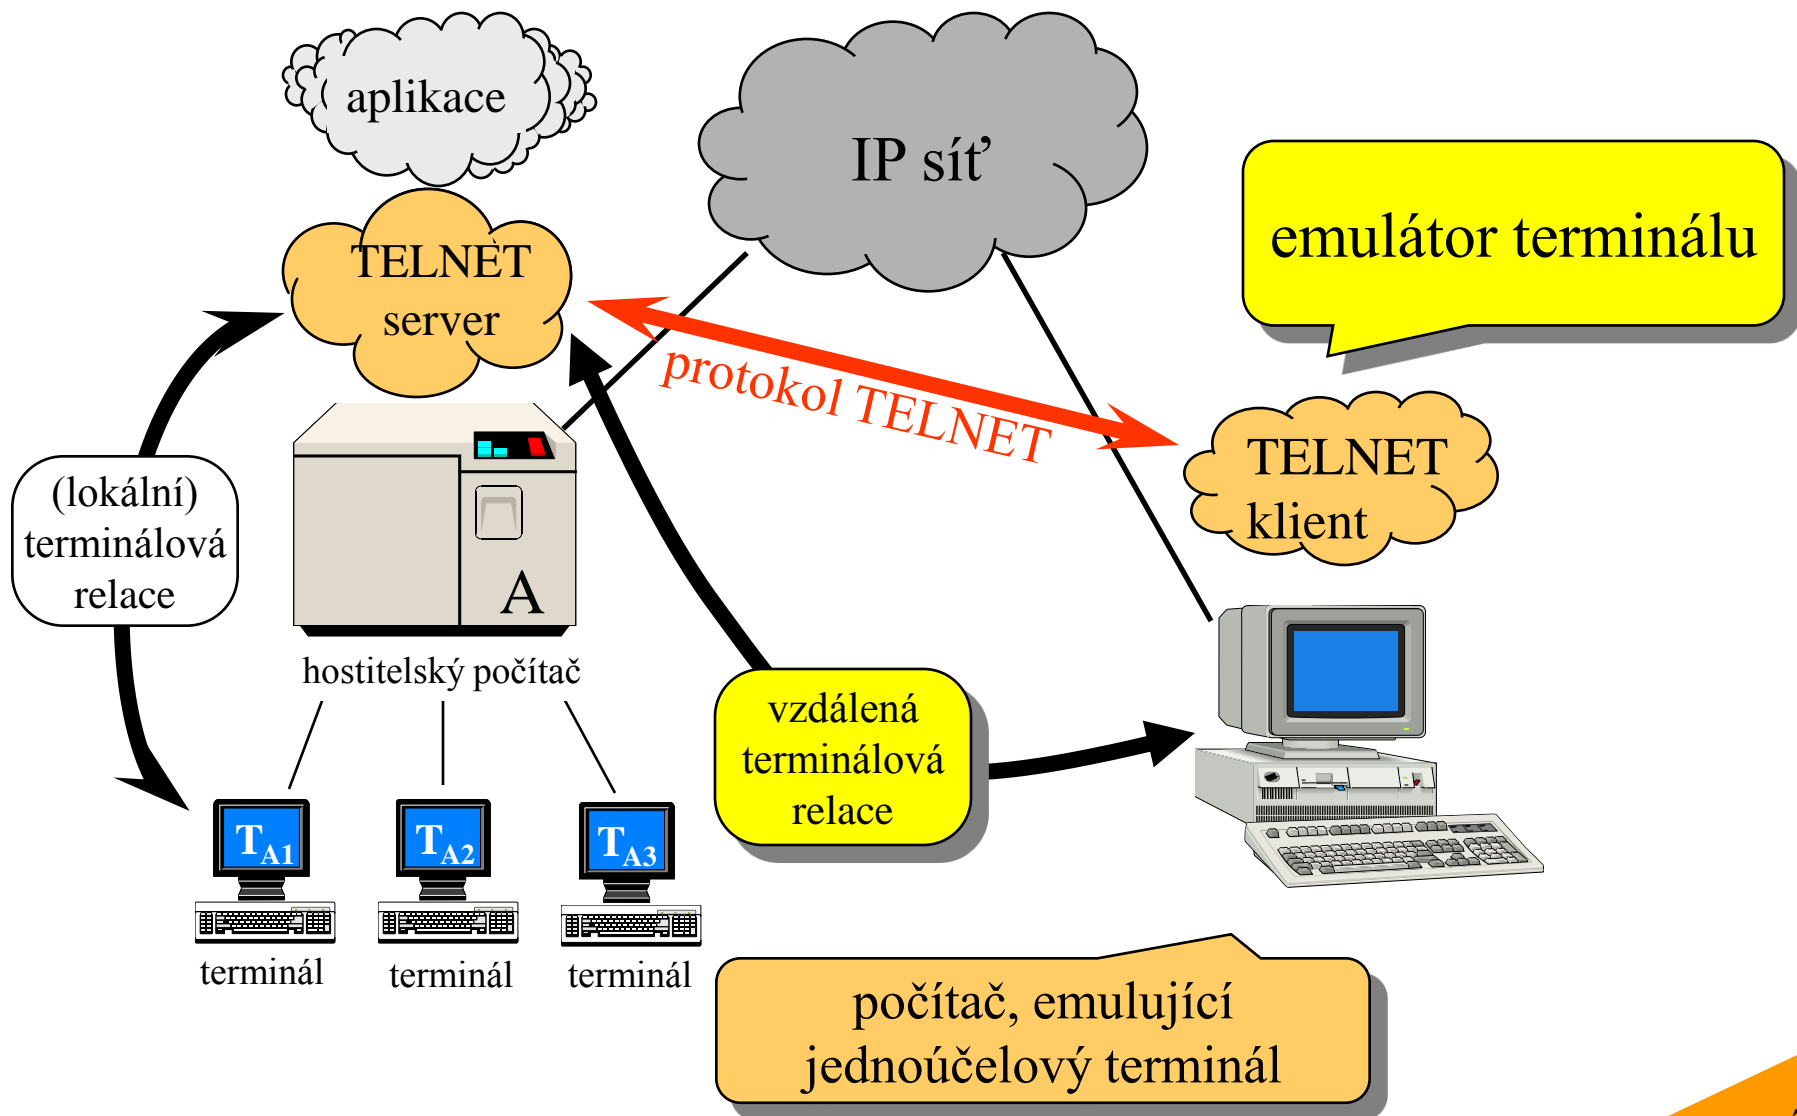 aplikace
IP síť
emulátor terminálu
TELNET
server
protokol TELNET
TELNET
klient
(lokální)
terminálová
relace
A
hostitelský počítač
vzdálená
terminálová
relace
TA1
TA2
TA3
terminál
terminál
terminál
počítač, emulující
jednoúčelový terminál